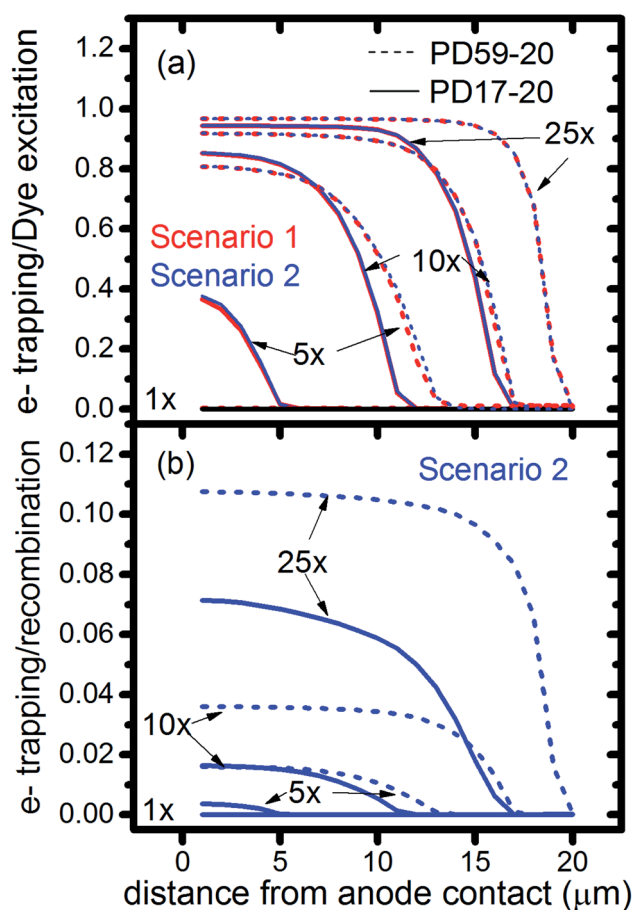 (a)
PD59-20
PD17-20
25x
Scenario 1
Scenario 2
10x
5x
1x
e- trapping/Dye excitation
1.2
1.0
0.8
0.6
0.4
0.2
0.0
(b)
Scenario 2
25x
10x
5x
1x
e- trapping/recombination
0.12
0.10
0.08
0.06
0.04
0.02
0.00
0 5 10 15 20
distance from anode contact (μm)